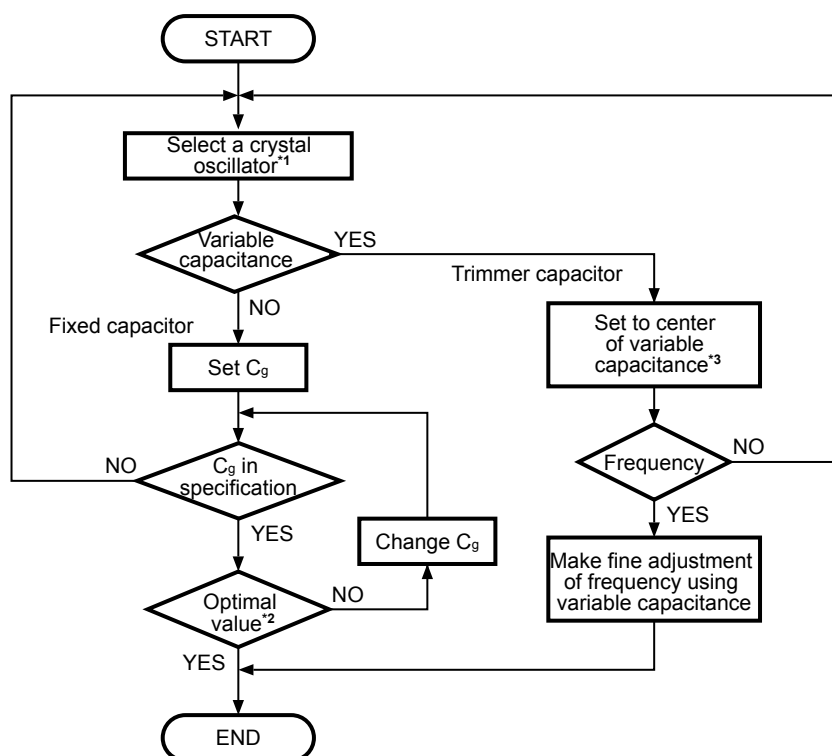 START
Select a crystal
oscillator*1
Variable
capacitance
YES
Trimmer capacitor
NO
Fixed capacitor
Set Cg
Set to center
of variable
capacitance*3
Frequency
NO
YES
Make fine adjustment
of frequency using
variable capacitance
NO
Cg in
specification
YES
Change Cg
Optimal
value*2
NO
YES
END